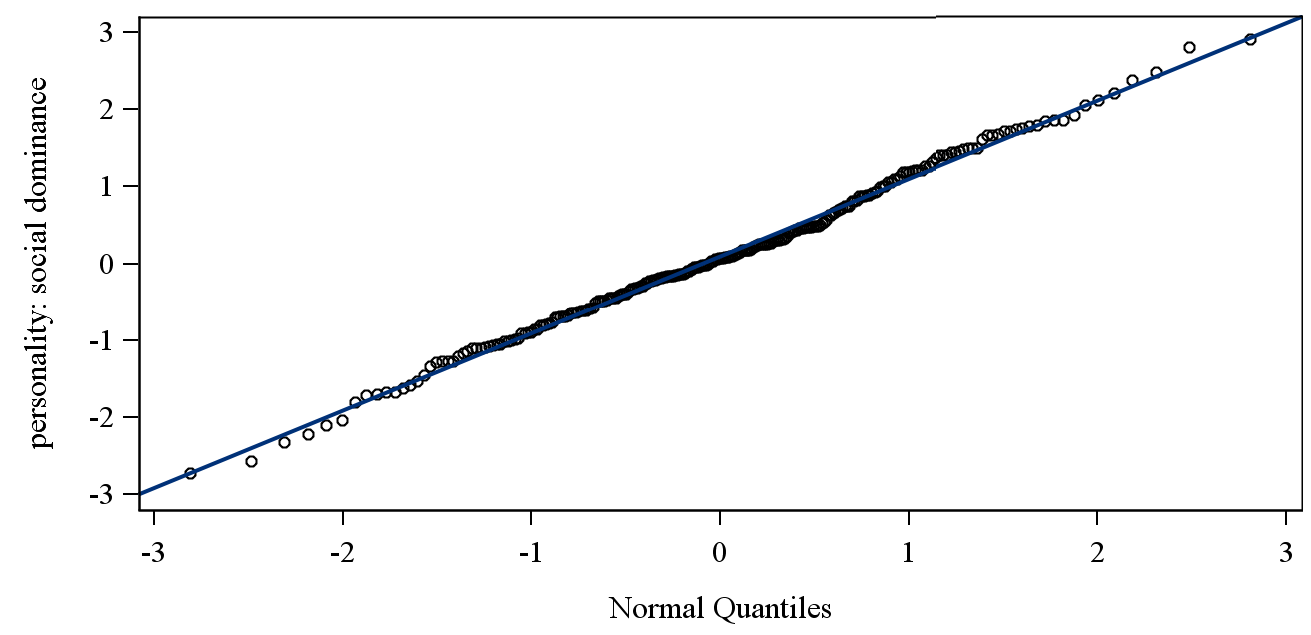 personality: social dominance
3
2
1
0
-1
-2
-3
-3 -2 -1 0 1 2 3
Normal Quantiles